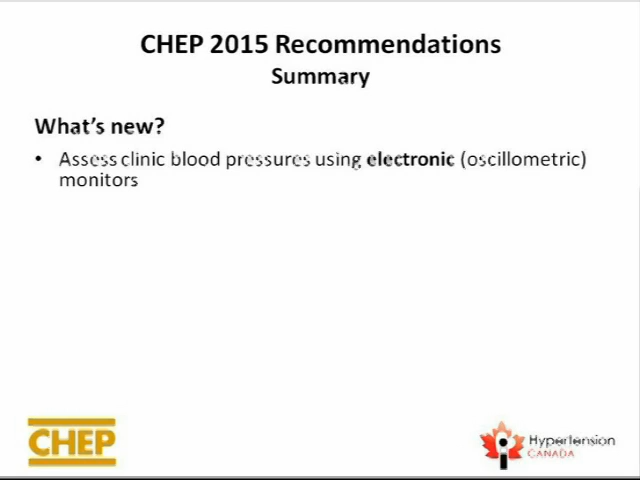 CHEP 2015 Recommendations
Summary
What's new?
• Assess clinic blood pressures using electronic (oscillometric)
monitors
CHEP
Hypertension
CANADA